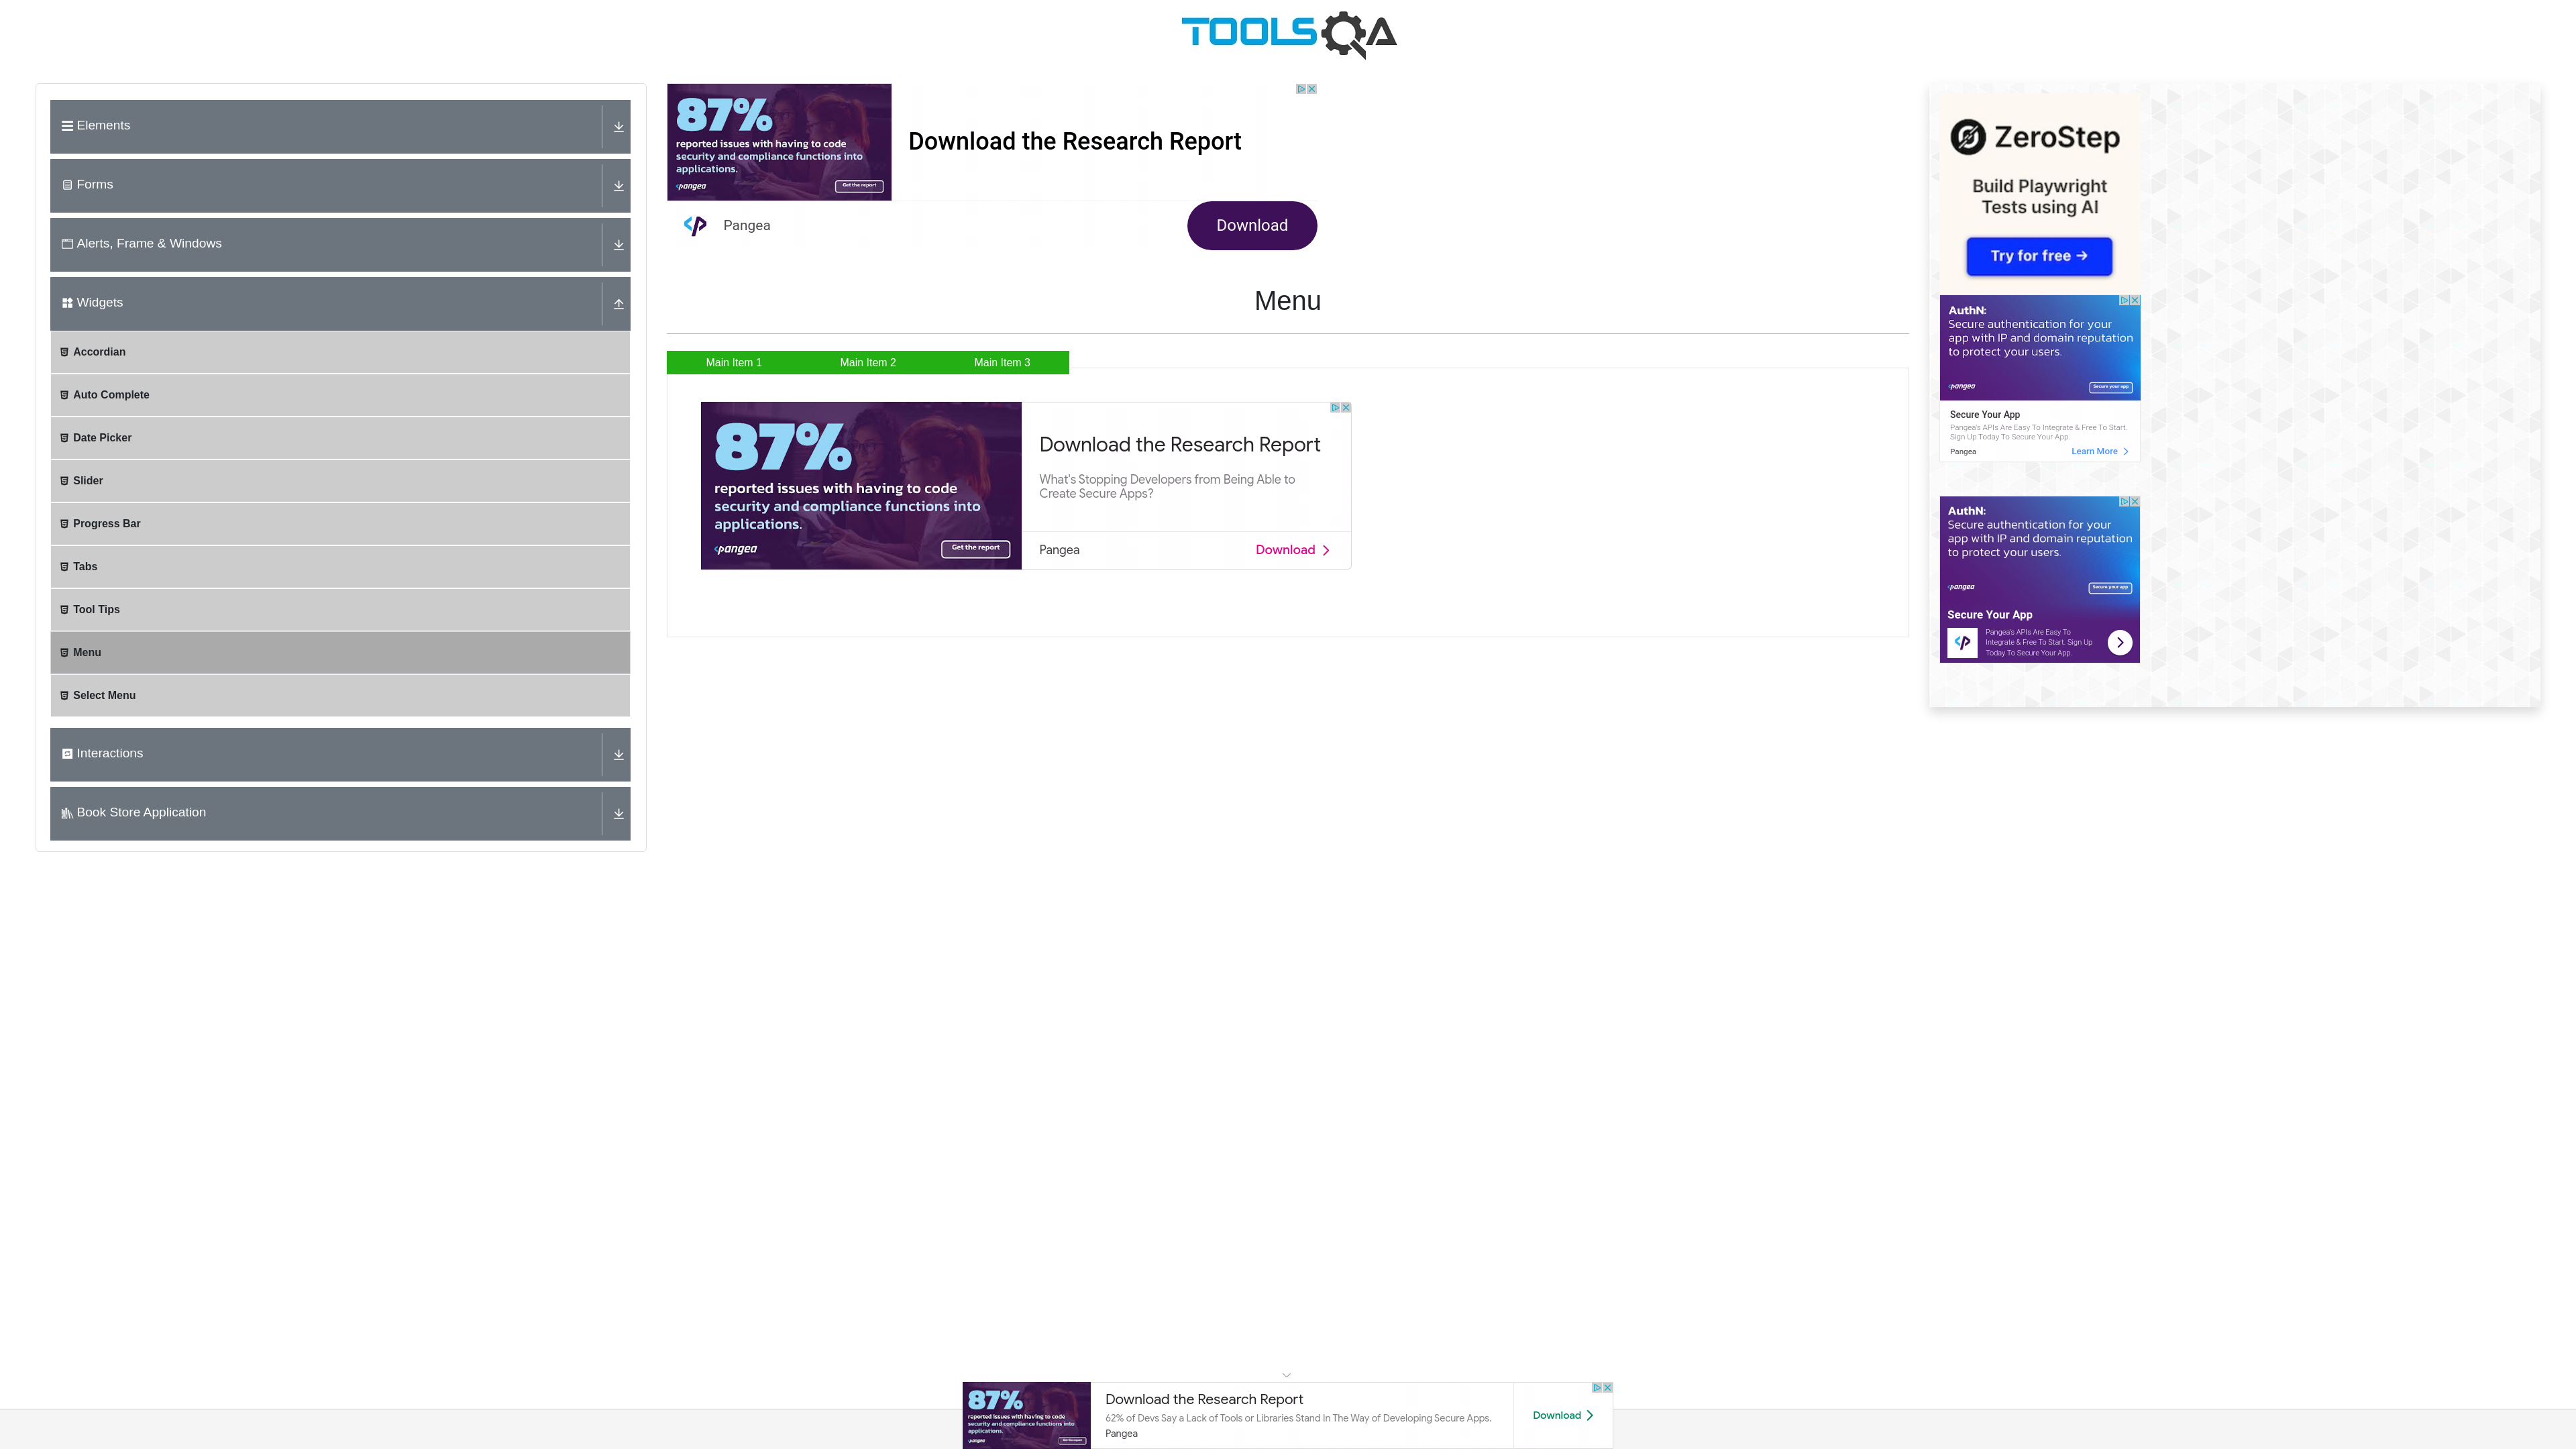 TOOLSQA
Elements
Forms
Alerts, Frame & Windows
Widgets
Accordian
Auto Complete
Date Picker
Slider
Progress Bar
Tabs
Tool Tips
Menu
Select Menu
Interactions
Book Store Application
87%
reported issues with having to code
security and compliance functions into
applications.
pangea
Get the report
Download the Research Report
Pangea
Download
Menu
Main Item 1
Main Item 2
Main Item 3
87%
reported issues with having to code
security and compliance functions into
applications.
pangea
Get the report
Download the Research Report
What's Stopping Developers from Being Able to
Create Secure Apps?
Pangea
Download
ZeroStep
Build Playwright
Tests using AI
Try for free →
AuthN:
Secure authentication for your
app with IP and domain reputation
to protect your users.
pangea
Secure your app
Secure Your App
Pangea's APIs Are Easy To Integrate & Free To Start.
Sign Up Today To Secure Your App.
Pangea
Learn More
AuthN:
Secure authentication for your
app with IP and domain reputation
to protect your users.
pangea
Secure your app
Secure Your App
Pangea's APIs Are Easy To
Integrate & Free To Start. Sign Up
Today To Secure Your App.
87%
reported issues with having to code
security and compliance functions into
applications.
pangea
Get the report
Download the Research Report
62% of Devs Say a Lack of Tools or Libraries Stand In The Way of Developing Secure Apps.
Pangea
Download